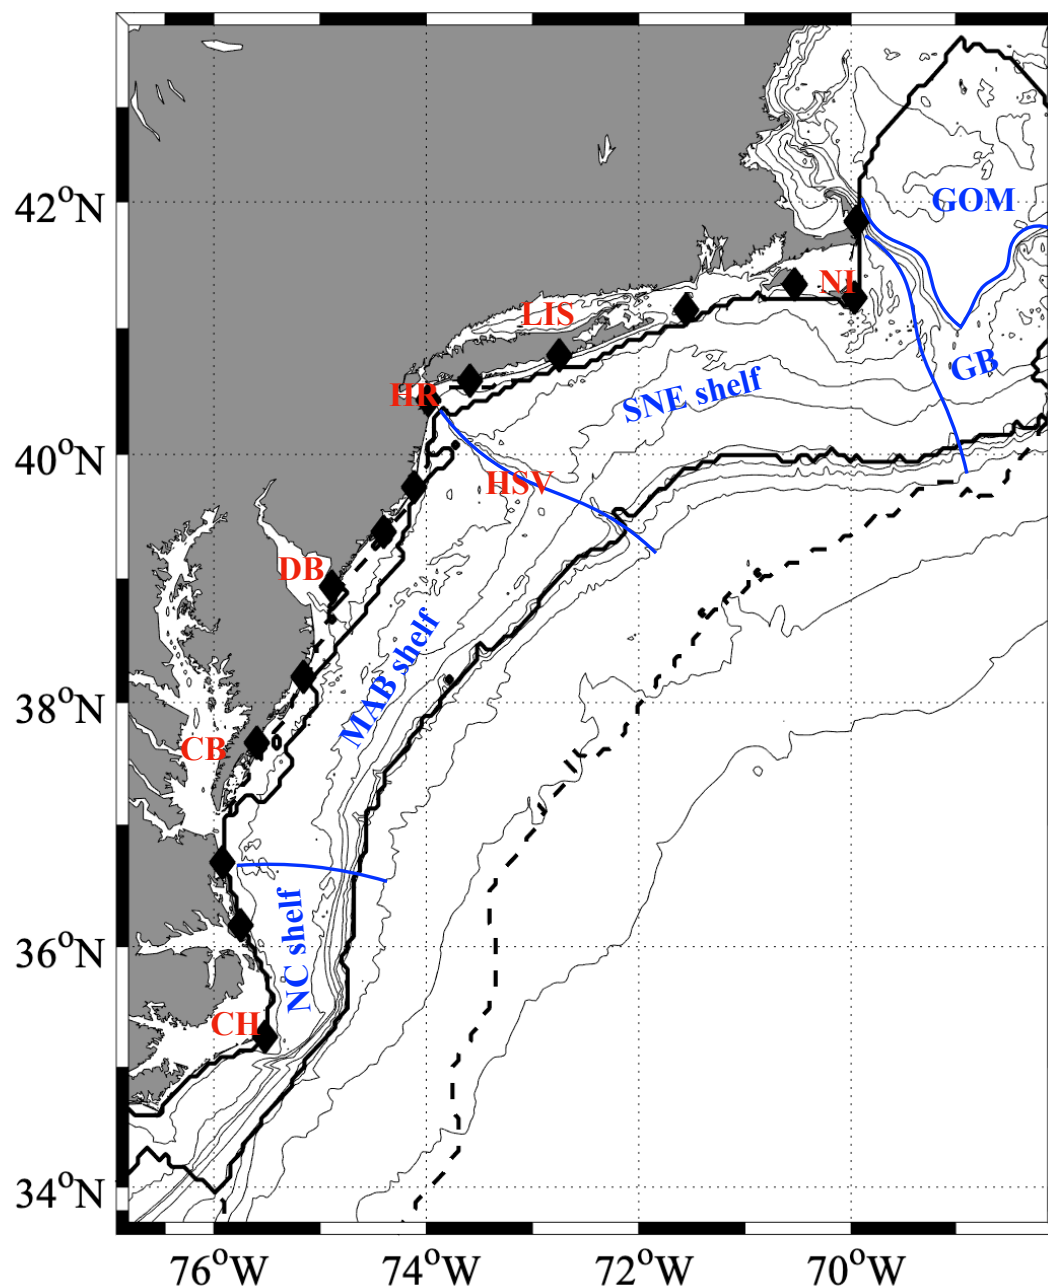 42°N
40°N
38°N
36°N
34°N
GOM
NI
LIS
GB
SNE shelf
HR
HSV
DB
MAB shelf
CB
NC shelf
CH
76°W
74°W
72°W
70°W